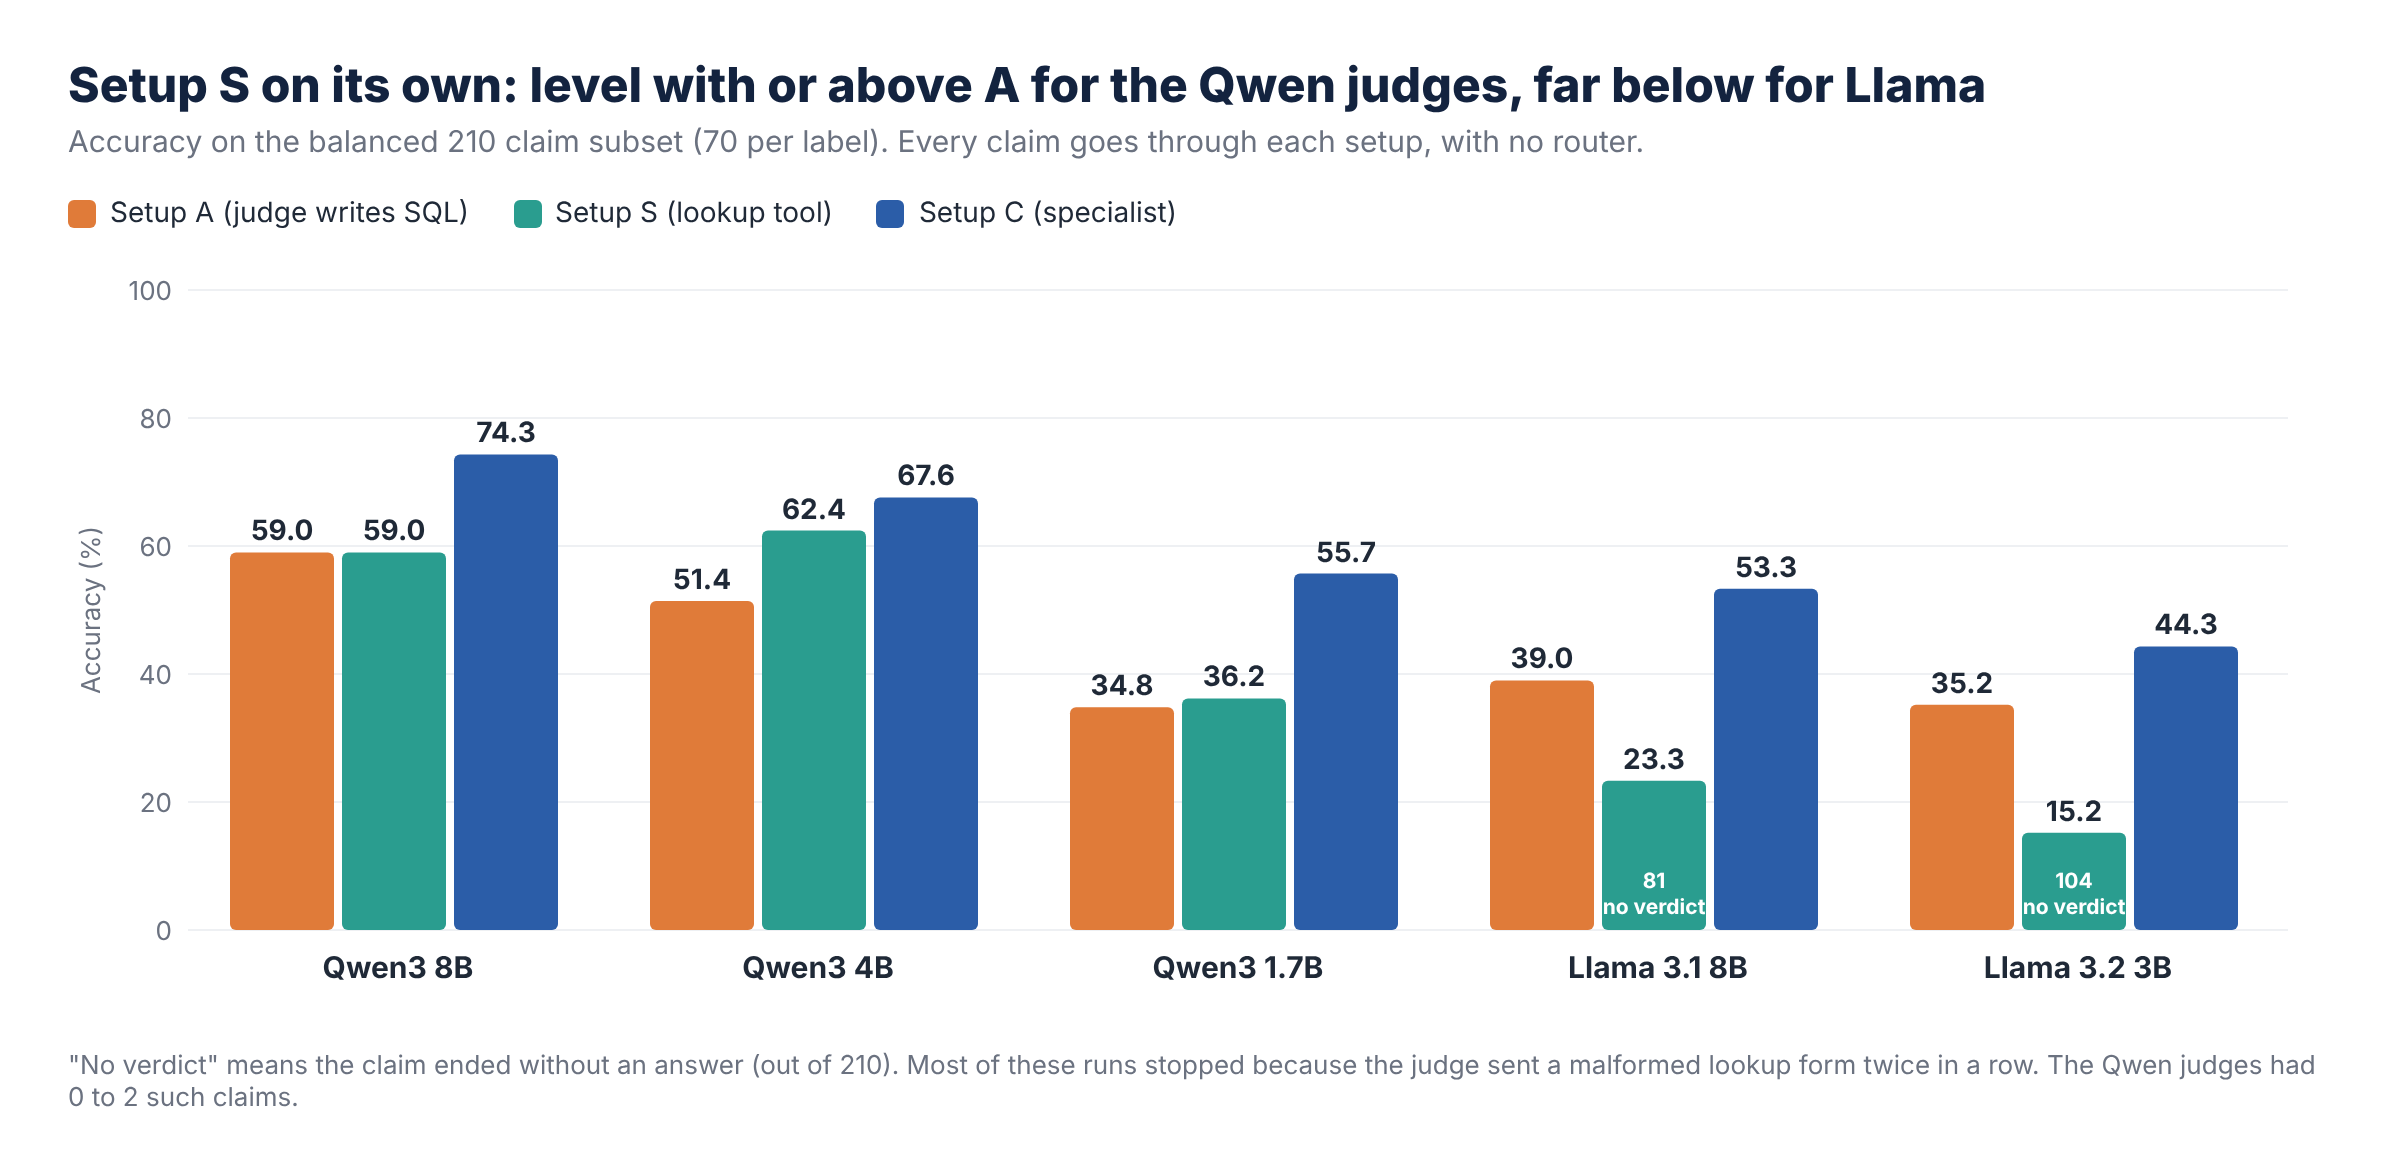 Setup S on its own: level with or above A for the Qwen judges, far below for Llama
Accuracy on the balanced 210 claim subset (70 per label). Every claim goes through each setup, with no router.
Setup A (judge writes SQL) Setup S (lookup tool) Setup C (specialist)
100
80
60
40
20
0
Accuracy (%)
59.0 59.0 74.3
51.4 62.4 67.6
34.8 36.2 55.7
39.0 23.3 53.3
81
no verdict
35.2 15.2 44.3
104
no verdict
Qwen3 8B Qwen3 4B Qwen3 1.7B Llama 3.1 8B Llama 3.2 3B
"No verdict" means the claim ended without an answer (out of 210). Most of these runs stopped because the judge sent a malformed lookup form twice in a row. The Qwen judges had
0 to 2 such claims.